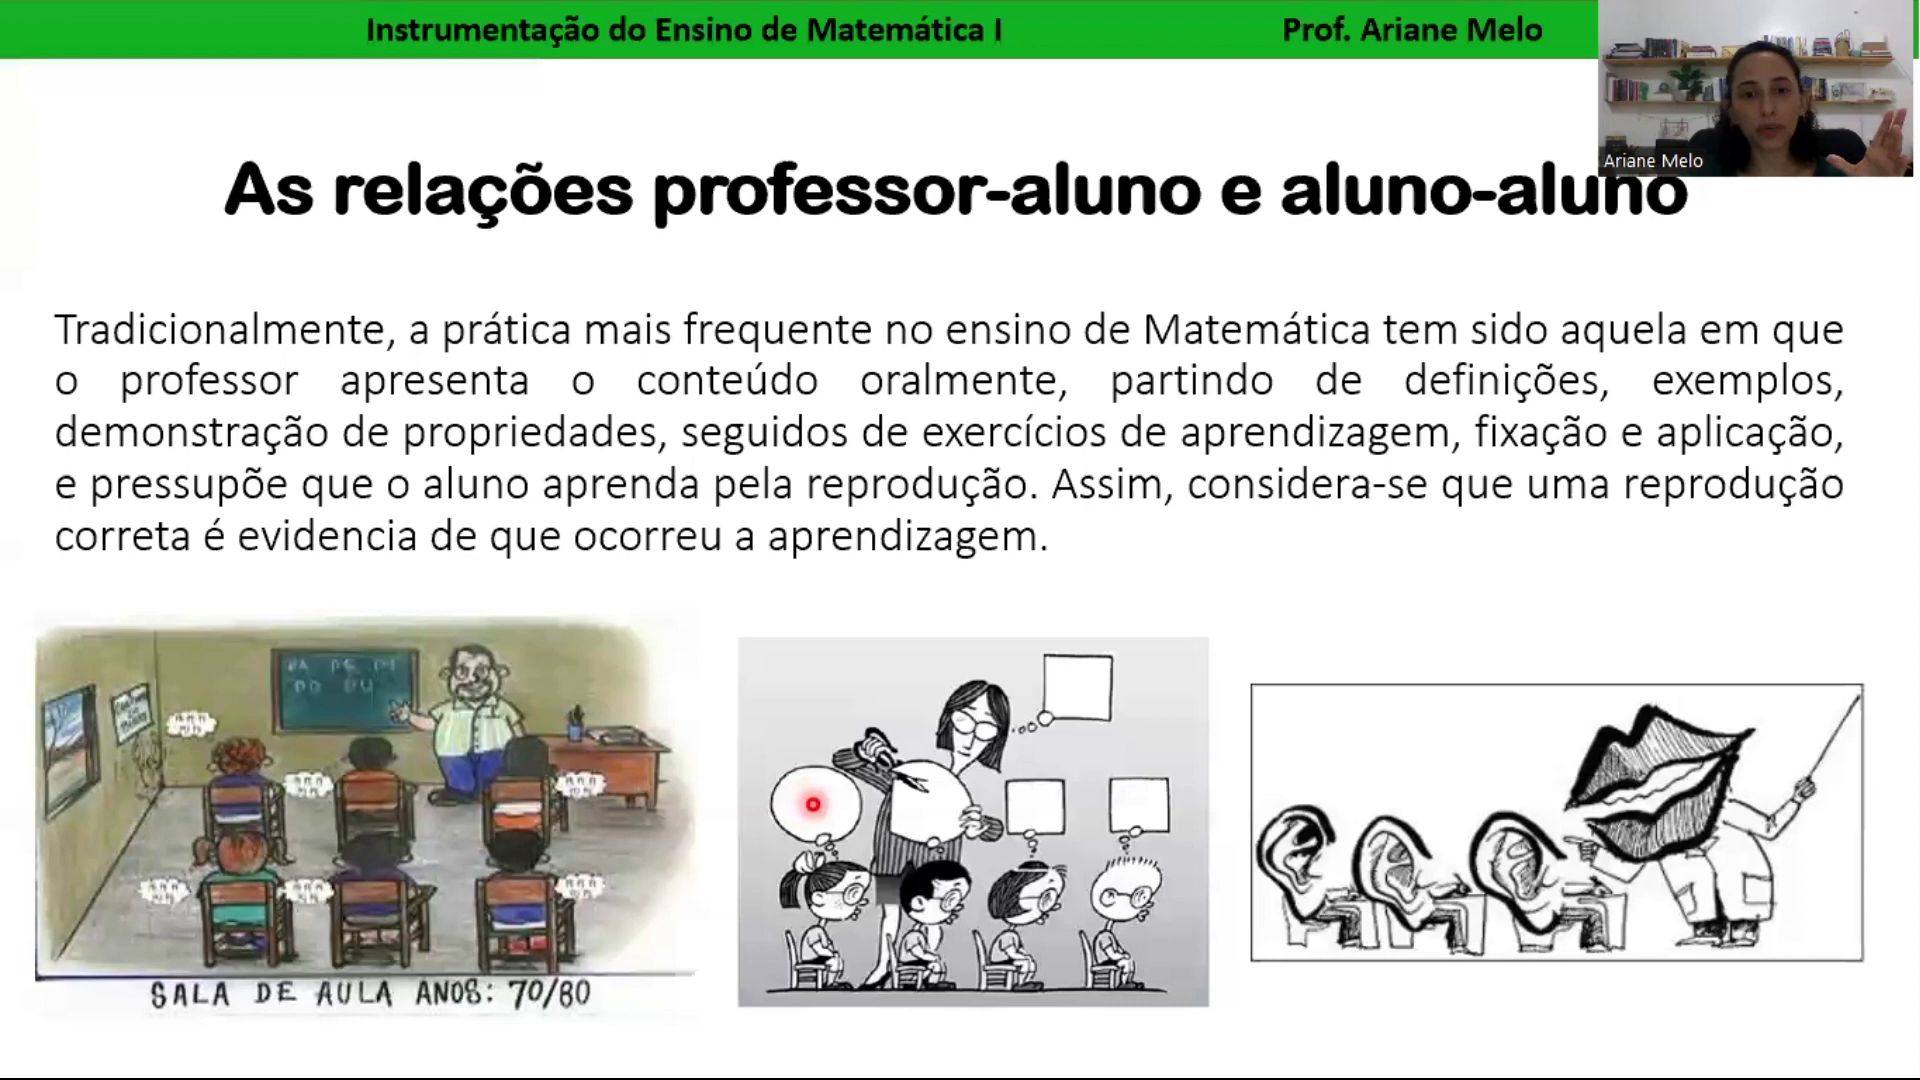 Instrumentação do Ensino de Matemática I
Prof. Ariane Melo
Ariane Melo
As relações professor-aluno e aluno-aluno
Tradicionalmente, a prática mais frequente no ensino de Matemática tem sido aquela em que
o professor apresenta o conteúdo oralmente, partindo de definições, exemplos,
demonstração de propriedades, seguidos de exercícios de aprendizagem, fixação e aplicação,
e pressupõe que o aluno aprenda pela reprodução. Assim, considera-se que uma reprodução
correta é evidencia de que ocorreu a aprendizagem.
DO DU
SALA DE AULA ANOS: 70/80